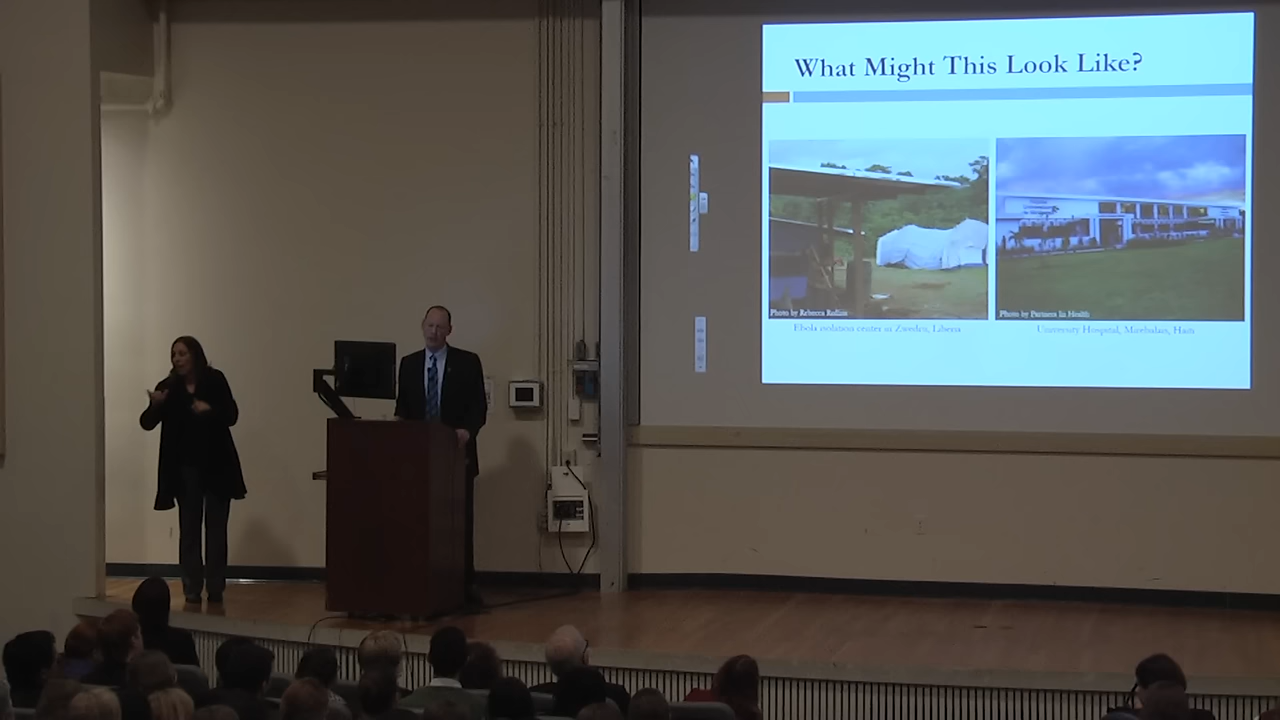 What Might This Look Like?
Photo by Rebecca Rollins
Photo by Partners In Health
Ebola isolation center in Zwedru, Liberia
University Hospital, Mirebalais, Haiti